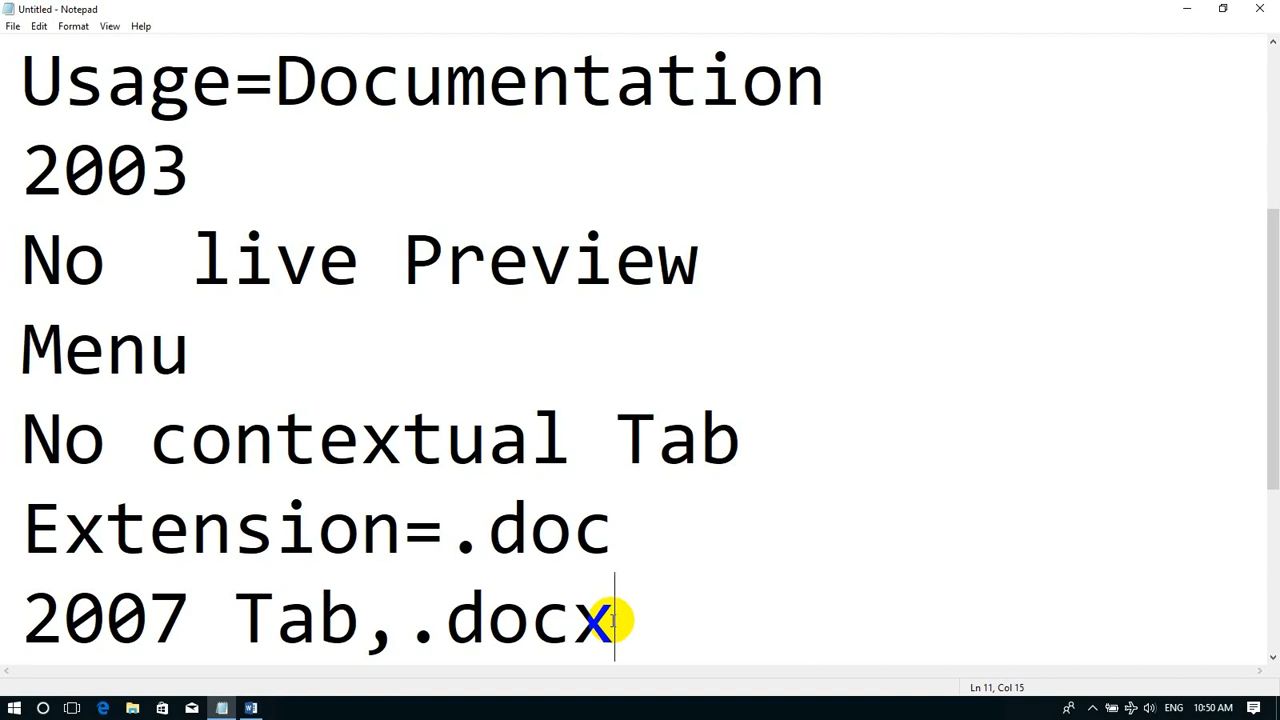 Untitled - Notepad
File Edit Format View Help
Usage=Documentation
2003
No  live Preview
Menu
No contextual Tab
Extension=.doc
2007 Tab,.docx
Ln 11, Col 15
ENG 10:50 AM